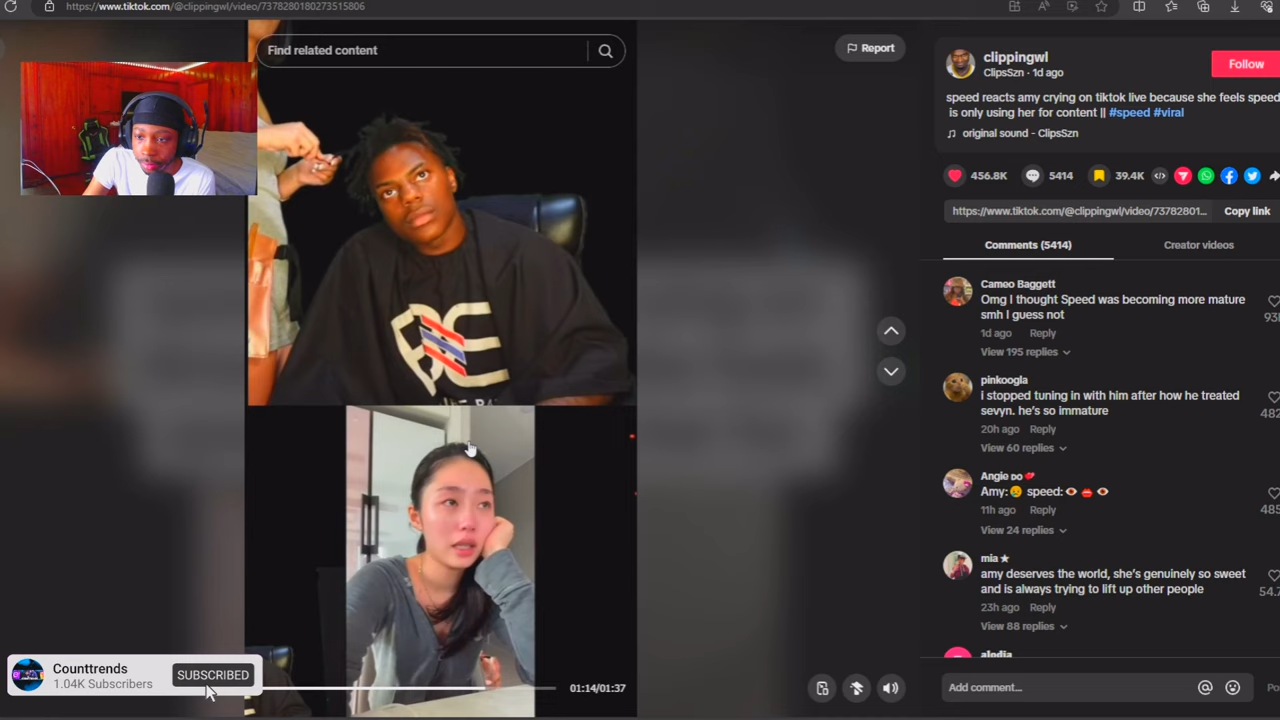 www.tiktok.com/@clippingwl/video/7378280180273515806
Find related content
Report
clippingwl
ClipsSzn · 1d ago
Follow
speed reacts amy crying on tiktok live because she feels speed
is only using her for content || #speed #viral
original sound - ClipsSzn
456.8K
5414
39.4K
https://www.tiktok.com/@clippingwl/video/73782801...
Copy link
Comments (5414)
Creator videos
Cameo Baggett
Omg I thought Speed was becoming more mature
smh I guess not
1d ago Reply
View 195 replies
pinkoogla
i stopped tuning in with him after how he treated
sevyn. he's so immature
482
20h ago Reply
View 60 replies
Angie DO
Amy:😢 speed:👁️👄👁️
485
11h ago Reply
View 24 replies
mia ★
amy deserves the world, she's genuinely so sweet
and is always trying to lift up other people
54.7
23h ago Reply
View 88 replies
Add comment...
01:14/01:37
Counttrends
1.04K Subscribers
SUBSCRIBED